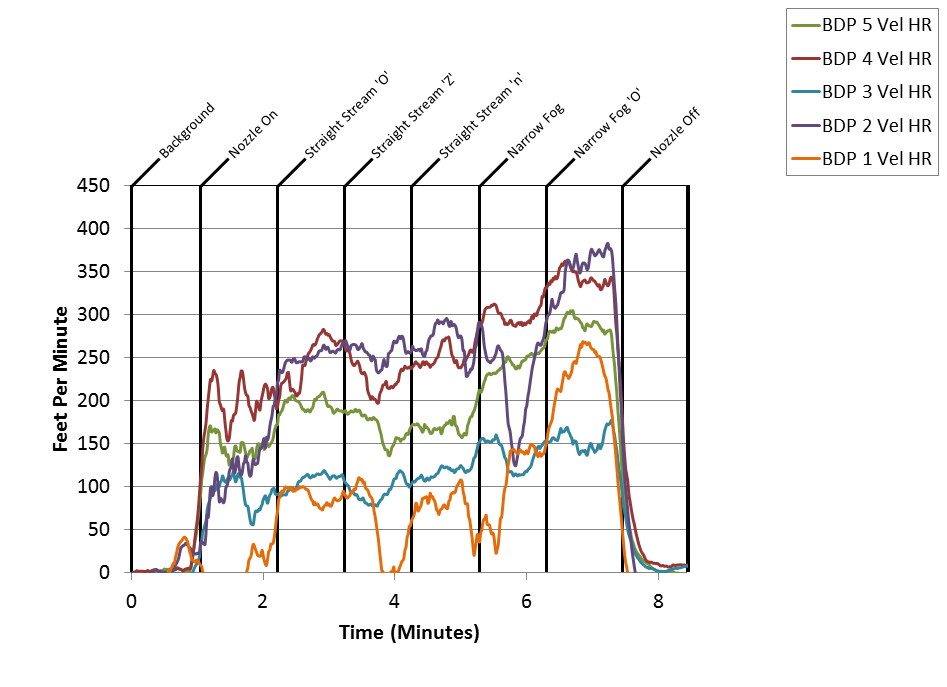 BDP 5 Vel HR
BDP 4 Vel HR
BDP 3 Vel HR
BDP 2 Vel HR
BDP 1 Vel HR
Background
Nozzle On
Straight Stream 'O'
Straight Stream 'Z'
Straight Stream 'n'
Narrow Fog
Narrow Fog 'O'
Nozzle Off
450
400
350
300
250
200
150
100
50
0
Feet Per Minute
0 2 4 6 8
Time (Minutes)